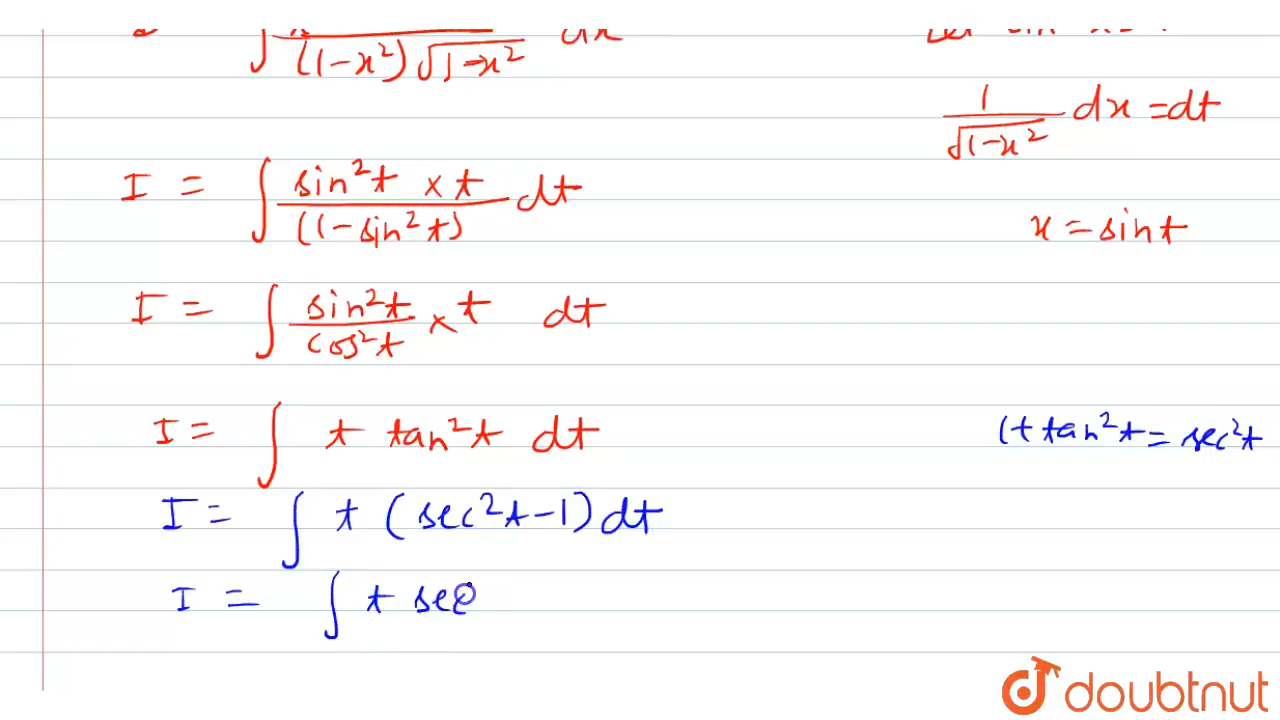 (1-x²)√1-x² dx
1/√1-x² dx = dt
I = ∫ sin²t × t / (1-sin²t) dt
x = sint
I = ∫ sin²t / cos²t × t dt
I = ∫ t tan²t dt
1+tan²t = sec²t
I = ∫ t (sec²t-1) dt
I = ∫ t sec
doubtnut